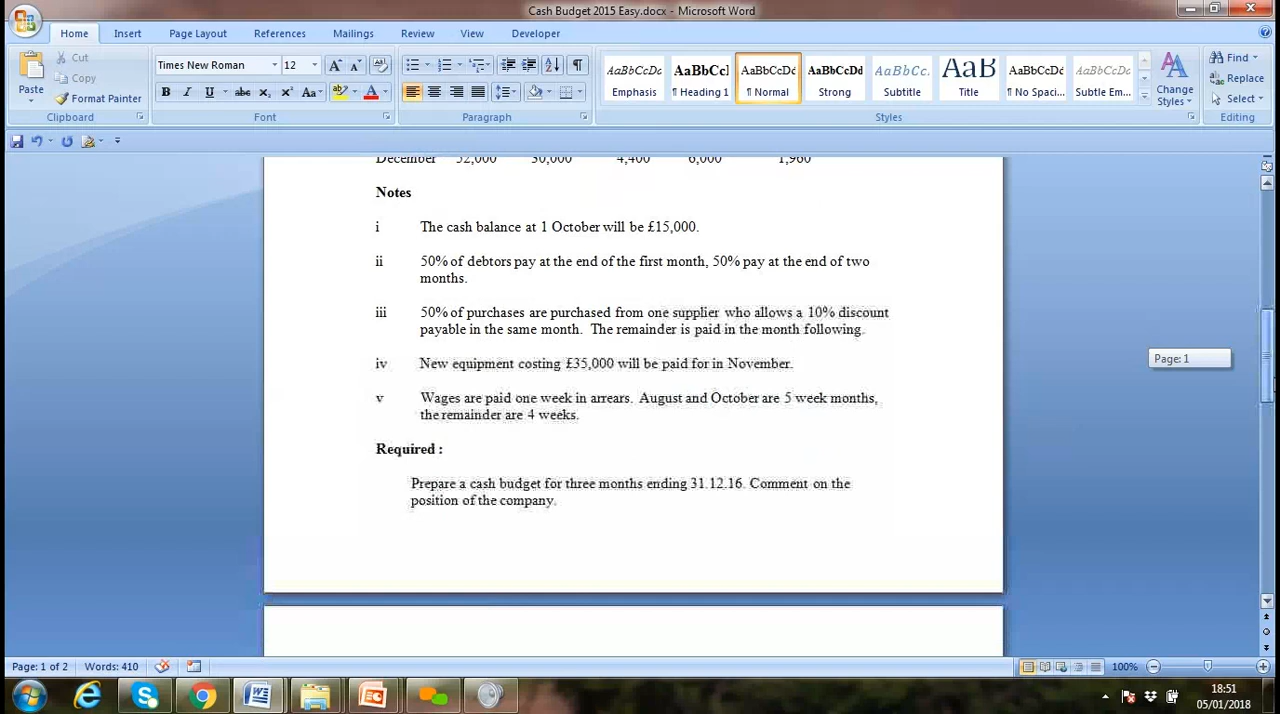 Cash Budget 2015 Easy.docx - Microsoft Word
Home Insert Page Layout References Mailings Review View Developer
Paste
Cut
Copy
Format Painter
Clipboard
Times New Roman 12
Font
Paragraph
AaBbCcDc AaBbCcI AaBbCcDc AaBbCcDd AaBbCc. AaB AaBbCcDc AaBbCcDc
Emphasis ¶ Heading 1 ¶ Normal Strong Subtitle Title ¶ No Spaci... Subtle Em...
Change
Styles
Styles
Find
Replace
Select
Editing
December 52,000 30,000 4,400 6,000 1,960
Notes
i The cash balance at 1 October will be £15,000.
ii 50% of debtors pay at the end of the first month, 50% pay at the end of two
months.
iii 50% of purchases are purchased from one supplier who allows a 10% discount
payable in the same month. The remainder is paid in the month following.
iv New equipment costing £35,000 will be paid for in November.
v Wages are paid one week in arrears. August and October are 5 week months,
the remainder are 4 weeks.
Required :
Prepare a cash budget for three months ending 31.12.16. Comment on the
position of the company.
Page: 1
Page: 1 of 2 Words: 410 100%
18:51
05/01/2018